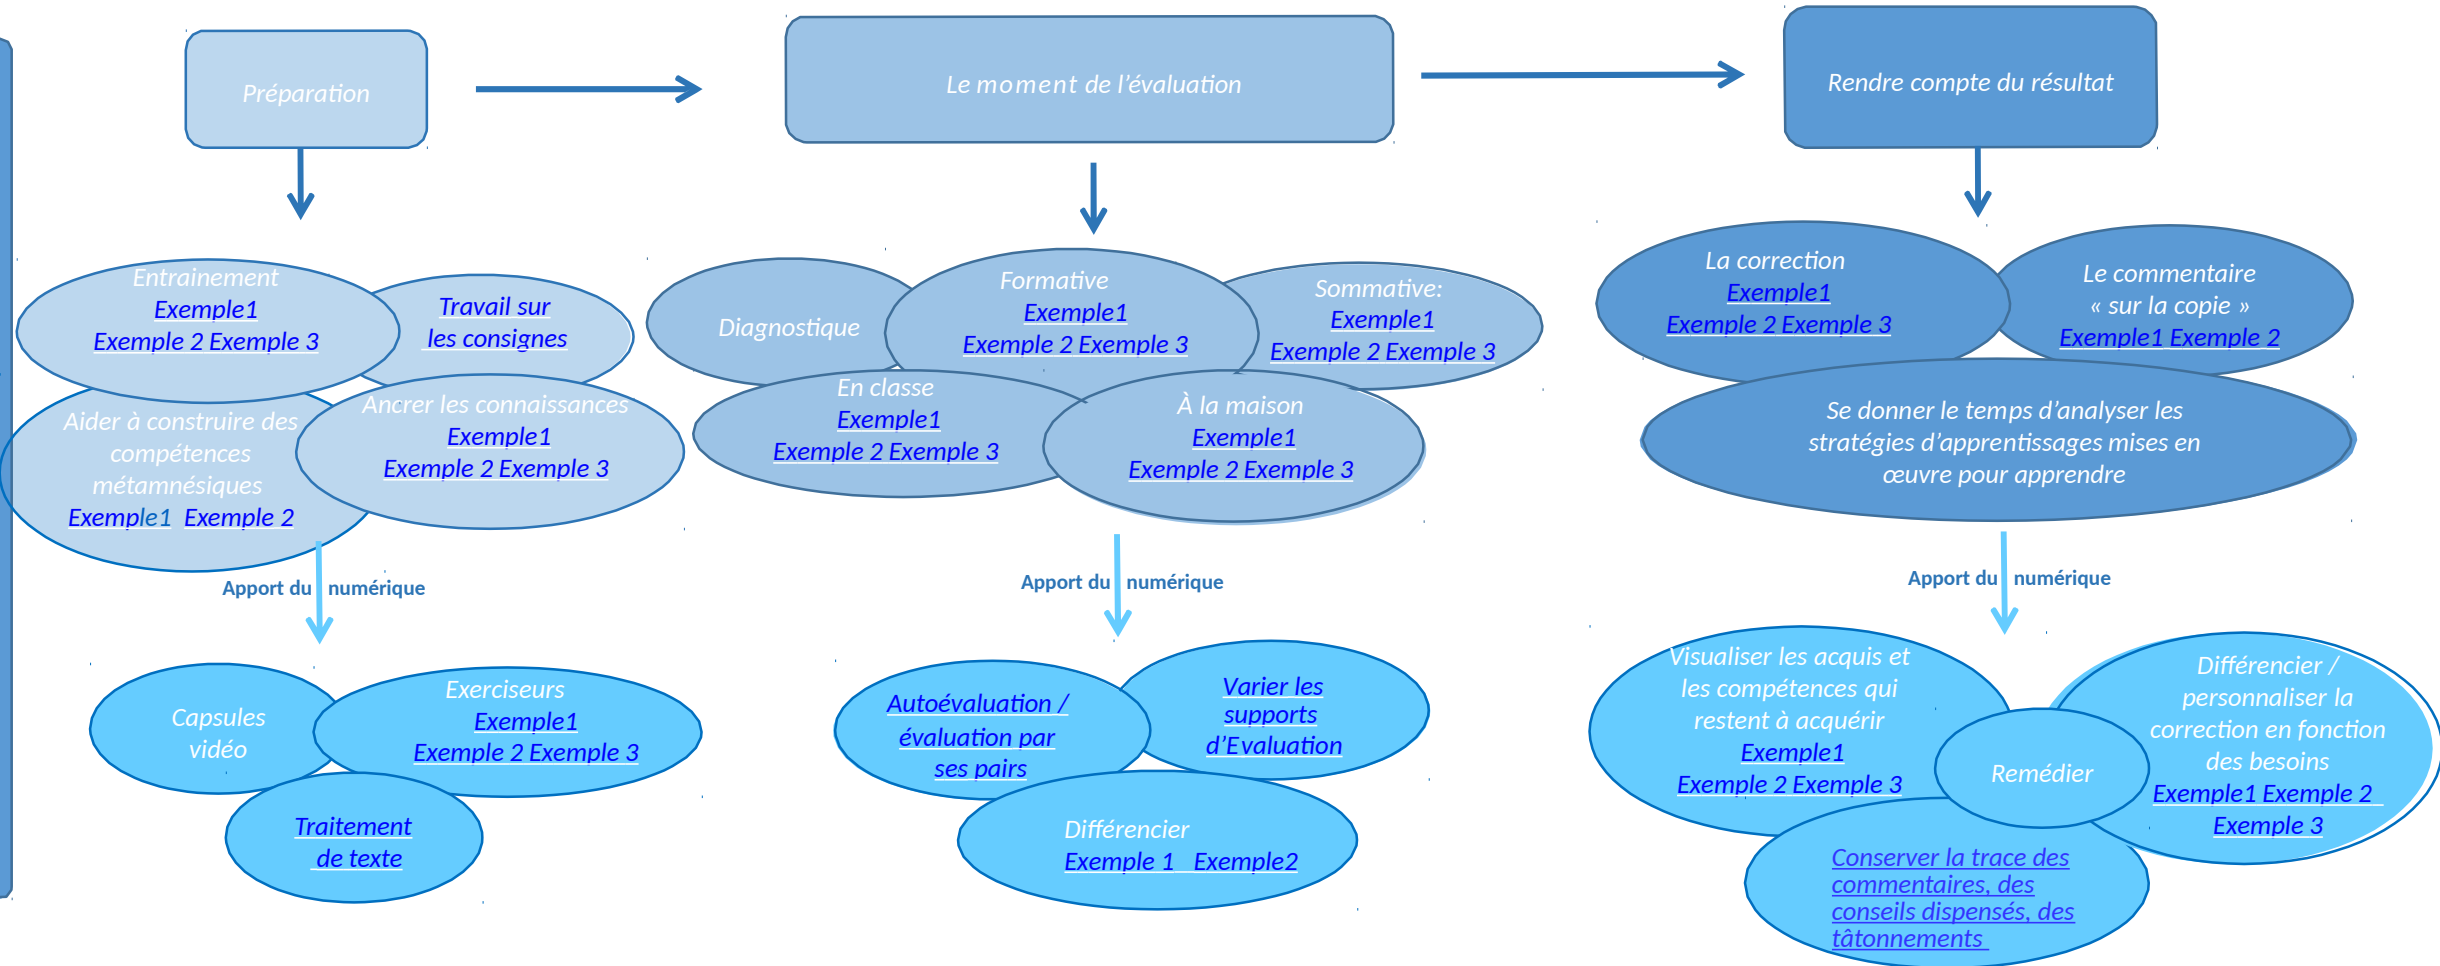 Préparation
Le moment de l’évaluation
Rendre compte du résultat
Entrainement
Exemple1
Exemple 2 Exemple 3
Travail sur
les consignes
Aider à construire des
compétences
métamnésiques
Exemple1 Exemple 2
Ancrer les connaissances
Exemple1
Exemple 2 Exemple 3
Diagnostique
Formative
Exemple1
Exemple 2 Exemple 3
Sommative:
Exemple1
Exemple 2 Exemple 3
En classe
Exemple1
Exemple 2 Exemple 3
À la maison
Exemple1
Exemple 2 Exemple 3
La correction
Exemple1
Exemple 2 Exemple 3
Le commentaire
« sur la copie »
Exemple1 Exemple 2
Se donner le temps d’analyser les
stratégies d’apprentissages mises en
œuvre pour apprendre
Apport du numérique
Apport du numérique
Apport du numérique
Capsules
vidéo
Exerciseurs
Exemple1
Exemple 2 Exemple 3
Traitement
de texte
Autoévaluation /
évaluation par
ses pairs
Varier les
supports
d’Evaluation
Différencier
Exemple 1 Exemple2
Visualiser les acquis et
les compétences qui
restent à acquérir
Exemple1
Exemple 2 Exemple 3
Remédier
Différencier /
personnaliser la
correction en fonction
des besoins
Exemple1 Exemple 2
Exemple 3
Conserver la trace des
commentaires, des
conseils dispensés, des
tâtonnements